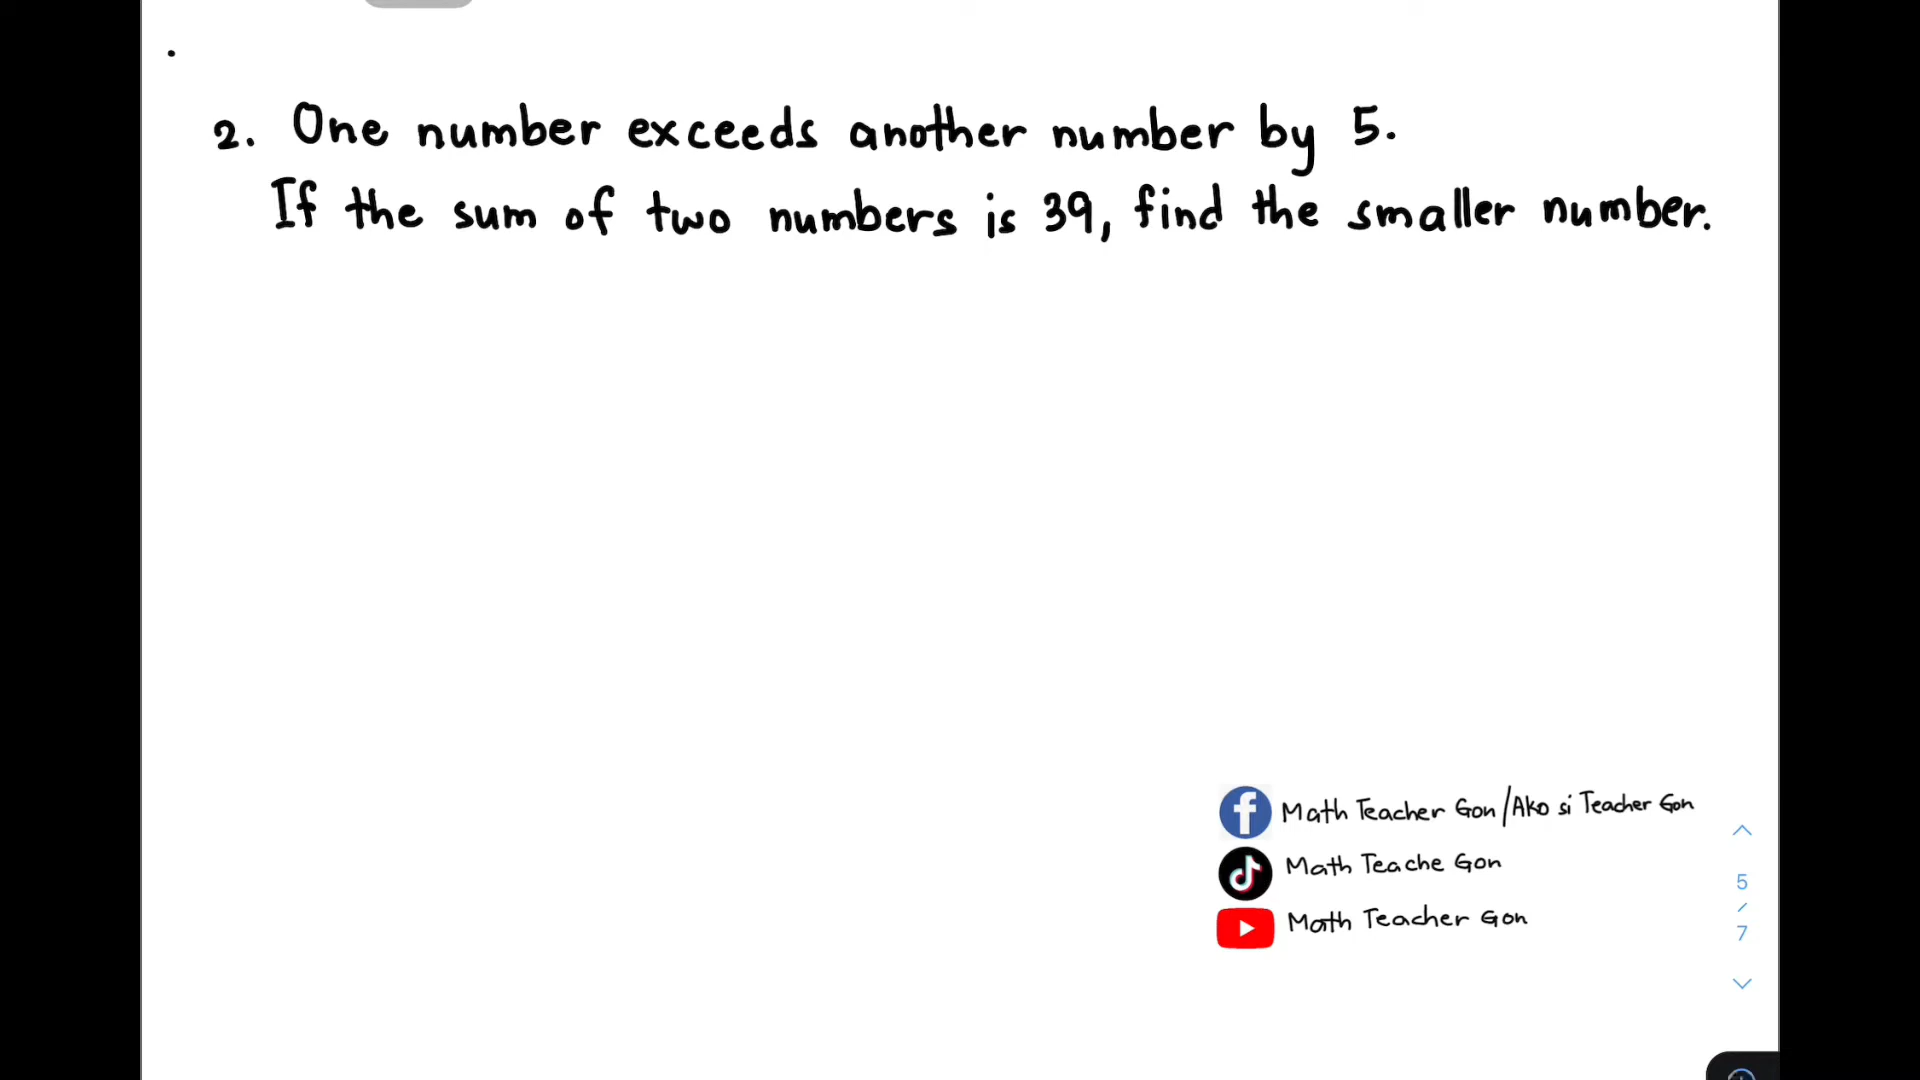 2. One number exceeds another number by 5.
If the sum of two numbers is 39, find the smaller number.
Math Teacher Gon/Ako si Teacher Gon
Math Teache Gon
Math Teacher Gon
5
/
7